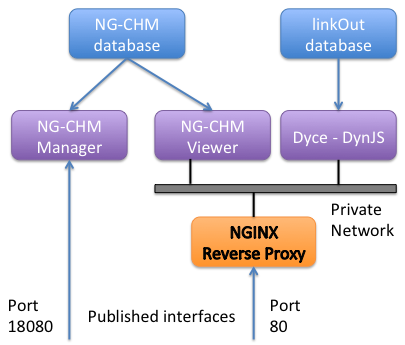 NG-CHM
database
linkOut
database
NG-CHM
Manager
NG-CHM
Viewer
Dyce - DynJS
Private
Network
NGINX
Reverse Proxy
Port
18080
Published interfaces
Port
80